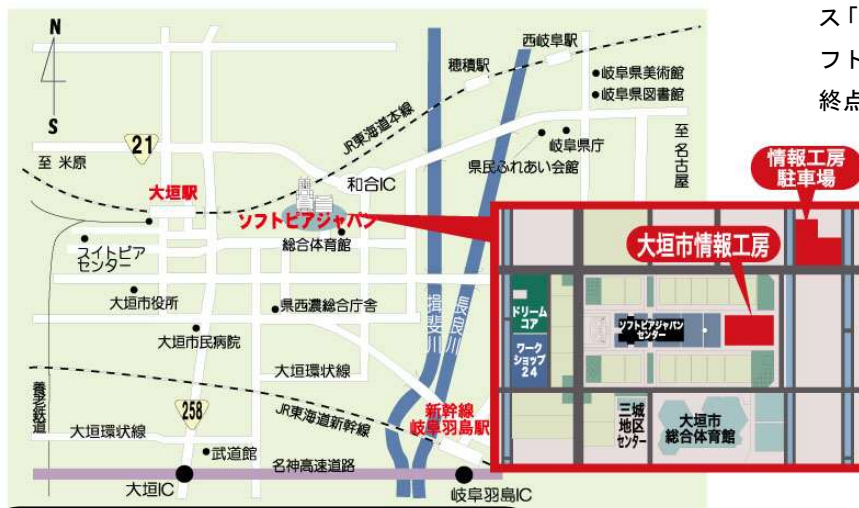 ス「
フト
終点
N
S
21
至 米原
大垣駅
JR東海道本線
穂積駅
西岐阜駅
岐阜県美術館
岐阜県図書館
岐阜県庁
県民ふれあい会館
至 名古屋
和合IC
ソフトピアジャパン
総合体育館
スイトピア
センター
大垣市役所
県西濃総合庁舎
大垣市民病院
揖斐川
長良川
大垣環状線
養老鉄道
258
JR東海道新幹線
新幹線
岐阜羽島駅
大垣環状線
武道館
名神高速道路
大垣IC
岐阜羽島IC
情報工房
駐車場
大垣市情報工房
ドリーム
コア
ソフトピアジャパン
センター
ワーク
ショップ
24
三城
地区
センター
大垣市
総合体育館